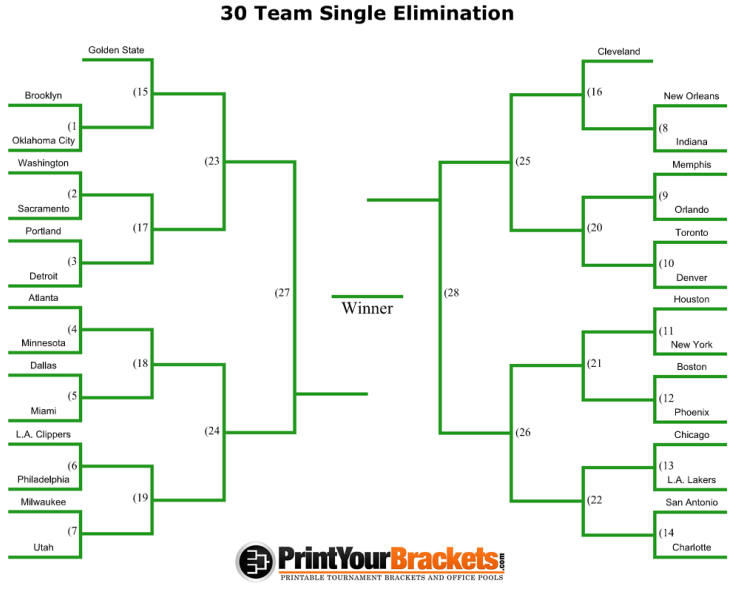 30 Team Single Elimination
Golden State
Cleveland
(15
(16
Brooklyn
New Orleans
(1
(8
Oklahoma City
Indiana
Washington
Memphis
(23
(25
(2
(9
Sacramento
Orlando
(17
(20
Portland
Toronto
(3
(10
Detroit
Denver
(27
(28
Atlanta
Houston
Winner
(4
(11
Minnesota
New York
(18
(21
Dallas
Boston
(5
(12
Miami
Phoenix
(24
(26
L.A. Clippers
Chicago
(6
(13
Philadelphia
L.A. Lakers
(19
(22
Milwaukee
San Antonio
(7
(14
Utah
Charlotte
PrintYourBrackets.com
PRINTABLE TOURNAMENT BRACKETS AND OFFICE POOLS